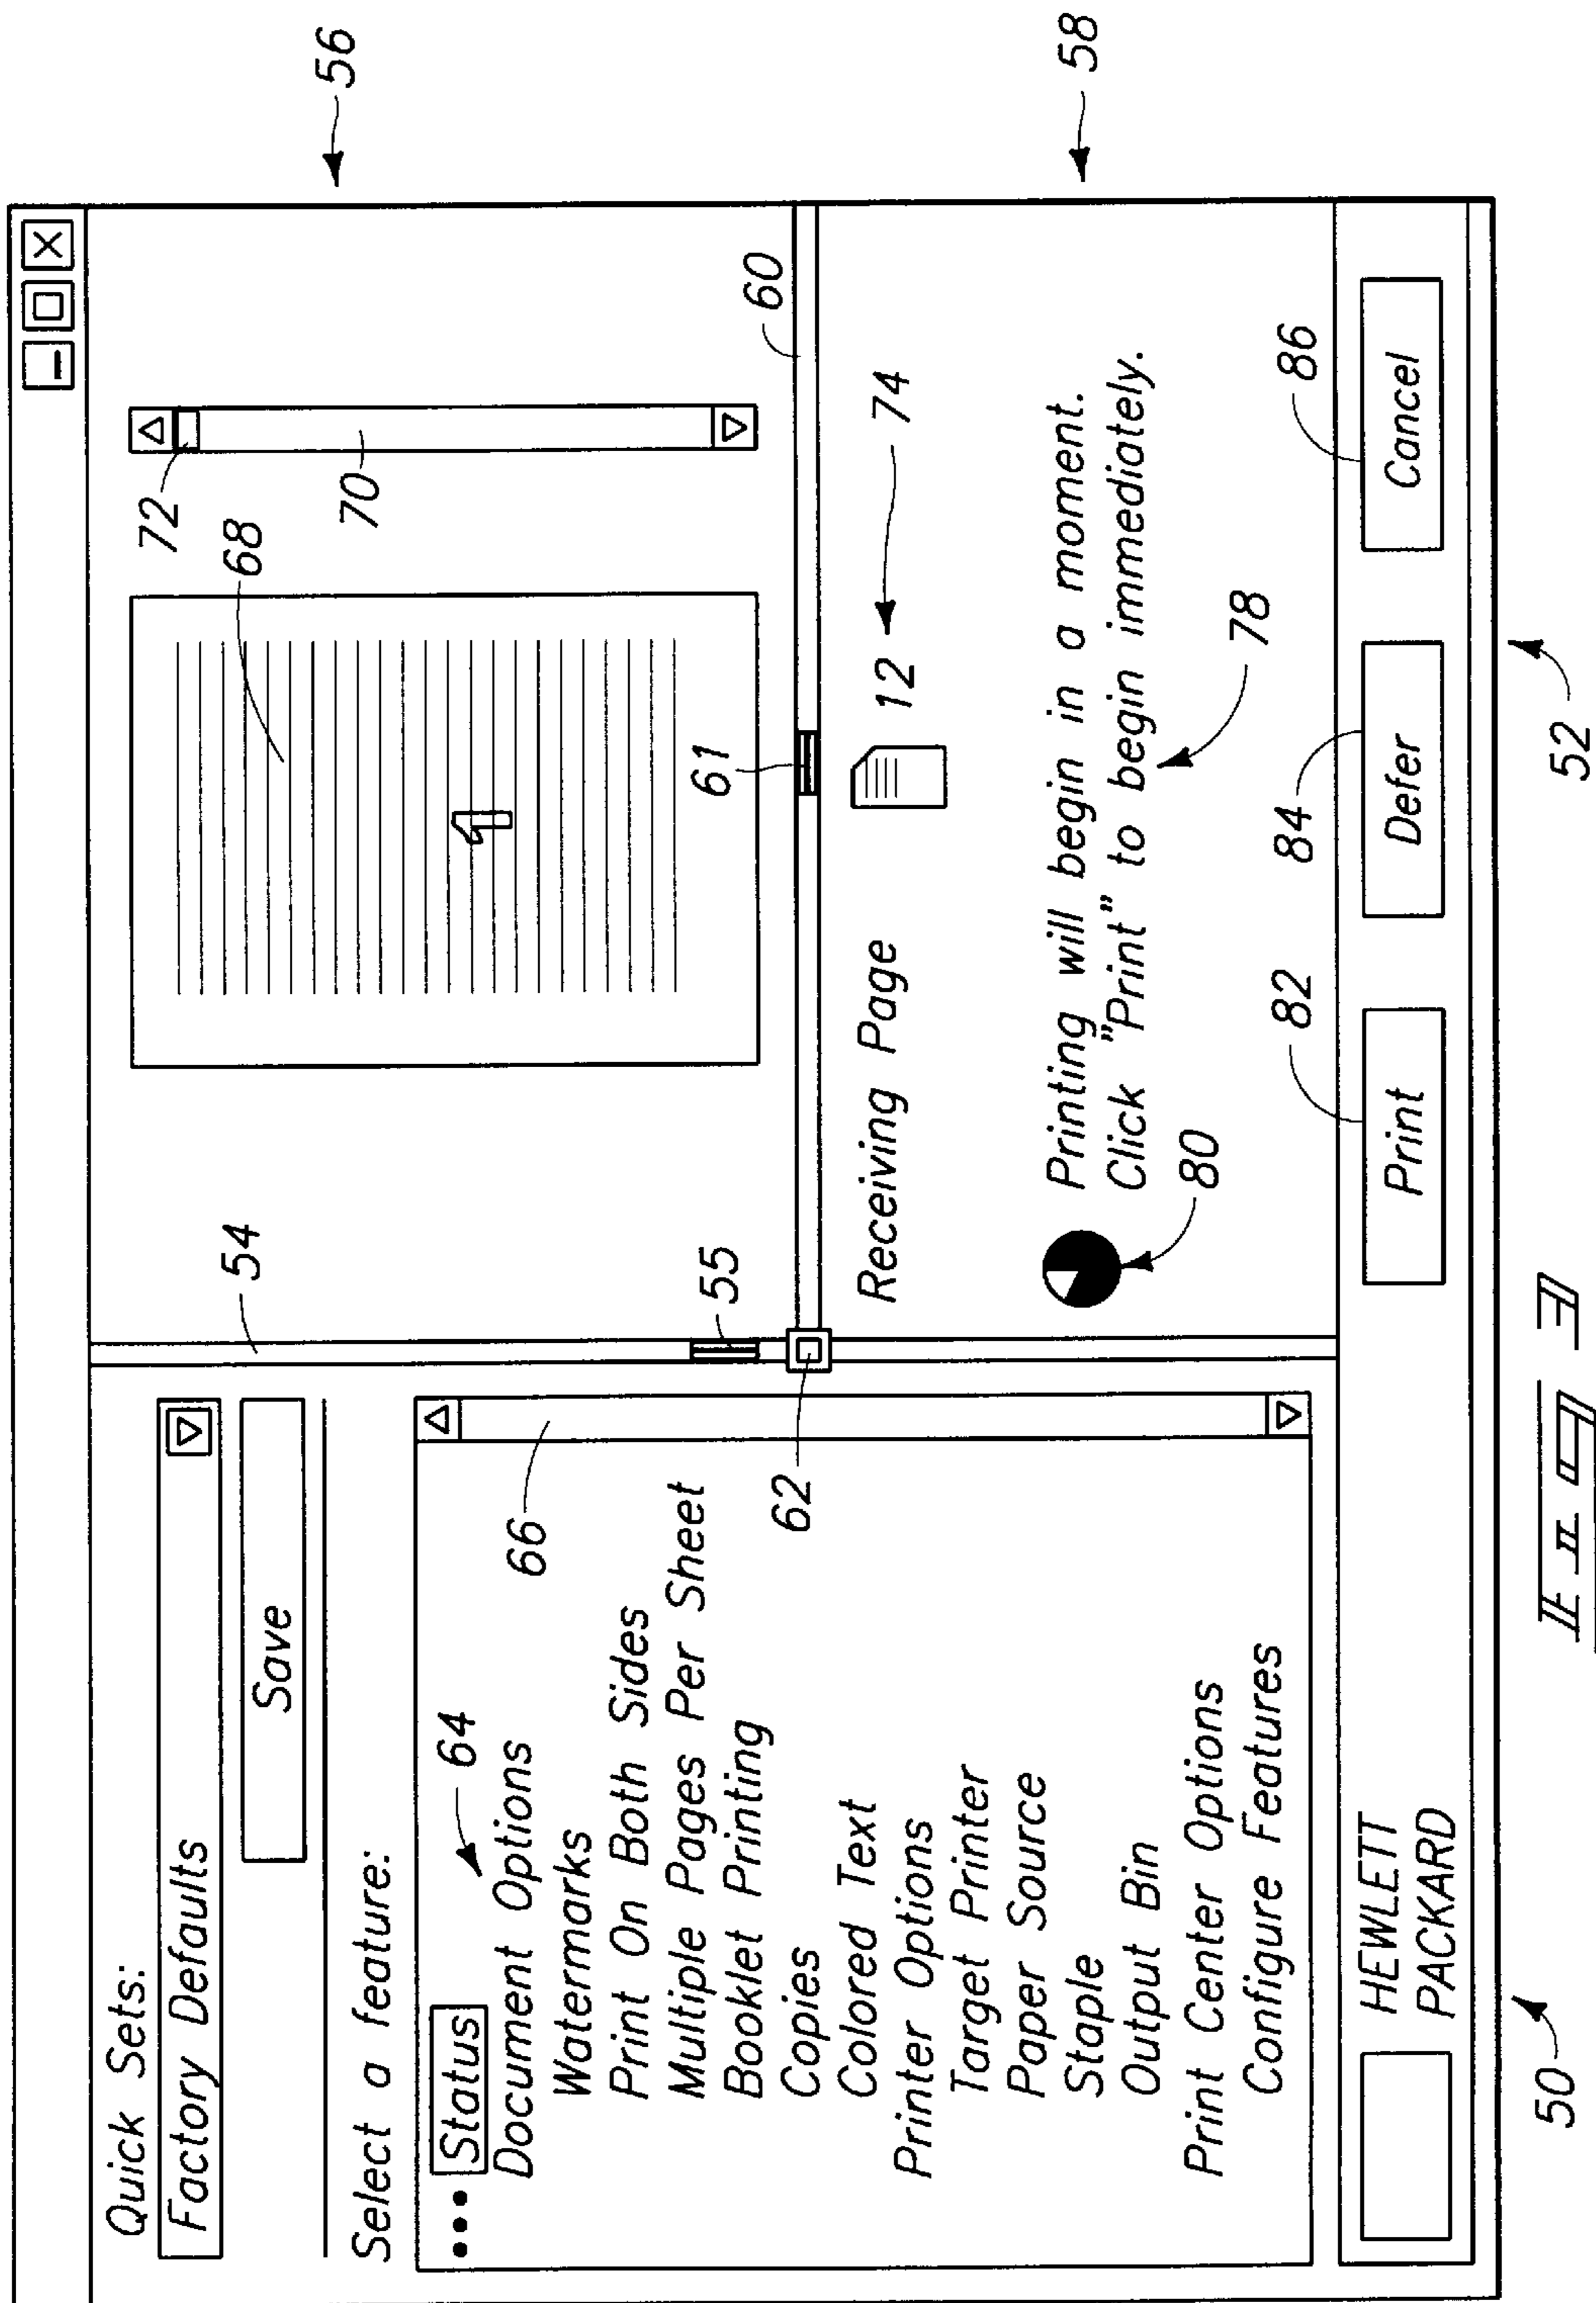 Quick Sets:
Factory Defaults
Save
Select a feature:
Status
64
Document Options
Watermarks
Print On Both Sides
Multiple Pages Per Sheet
Booklet Printing
Copies
Colored Text
Printer Options
Target Printer
Paper Source
Staple
Output Bin
Print Center Options
Configure Features
66
62
54
55
68
1
72
70
56
61
60
Receiving Page 12
74
80
Printing will begin in a moment.
Click "Print" to begin immediately.
78
58
HEWLETT
PACKARD
82
Print
84
Defer
86
Cancel
50
52
FIG 3